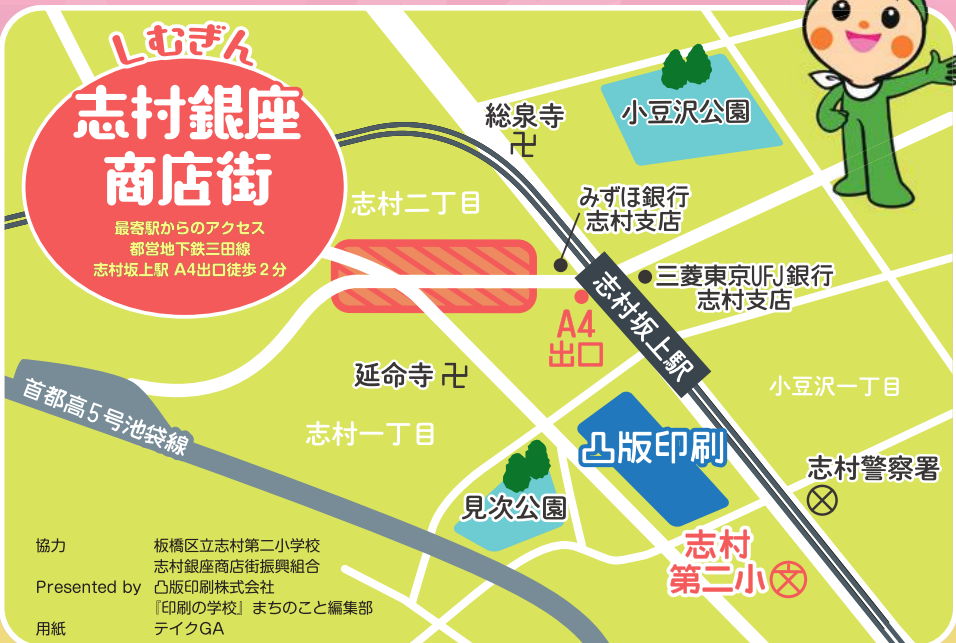 しむぎん
志村銀座
商店街
最寄駅からのアクセス
都営地下鉄三田線
志村坂上駅 A4出口徒歩2分
総泉寺
卍
小豆沢公園
志村二丁目
みずほ銀行
志村支店
三菱東京UFJ銀行
志村支店
志村坂上駅
A4
出口
延命寺 卍
小豆沢一丁目
首都高5号池袋線
志村一丁目
凸版印刷
見次公園
志村警察署
志村
第二小 文
協力 板橋区立志村第二小学校
志村銀座商店街振興組合
Presented by 凸版印刷株式会社
『印刷の学校』まちのこと編集部
用紙 テイクGA